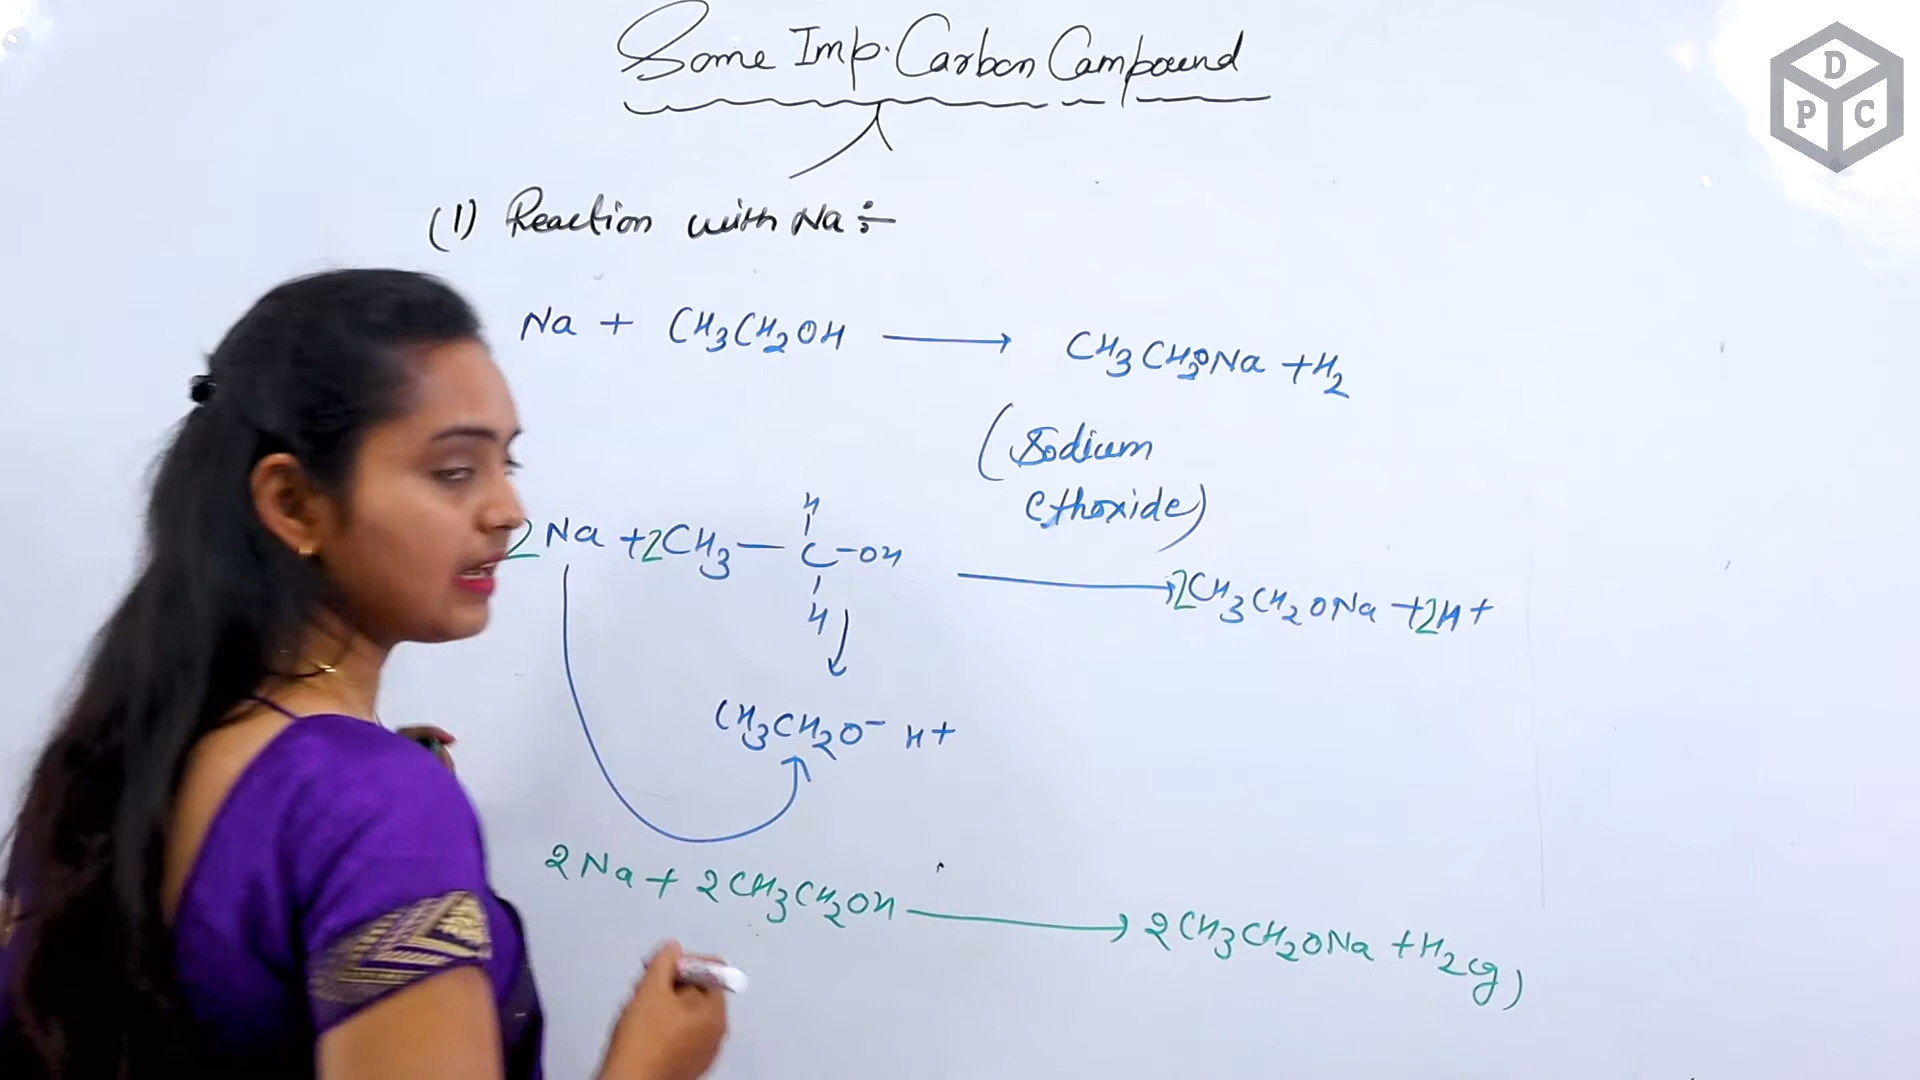 Some Imp. Carbon Compound
D
P C
(1) Reaction with Na :-
Na + CH3CH2OH → CH3CH2ONa + H2
(Sodium
ethoxide)
H
2Na + 2CH3 — C - OH → 2CH3CH2ONa + 2H+
H
CH3CH2O⁻ H+
2Na + 2CH3CH2OH → 2CH3CH2ONa + H2(g)